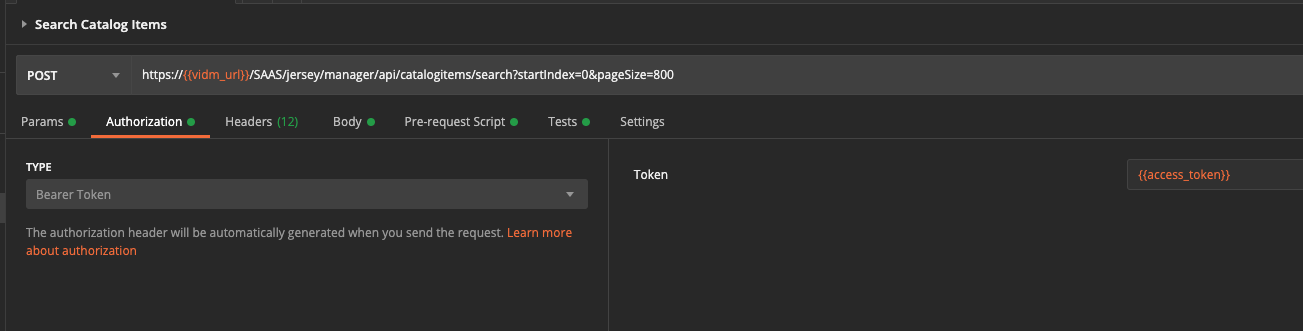 Search Catalog Items
POST https://{{vidm_url}}/SAAS/jersey/manager/api/catalogitems/search?startIndex=0&pageSize=800
Params Authorization Headers (12) Body Pre-request Script Tests Settings
TYPE
Bearer Token
The authorization header will be automatically generated when you send the request. Learn more
about authorization
Token {{access_token}}